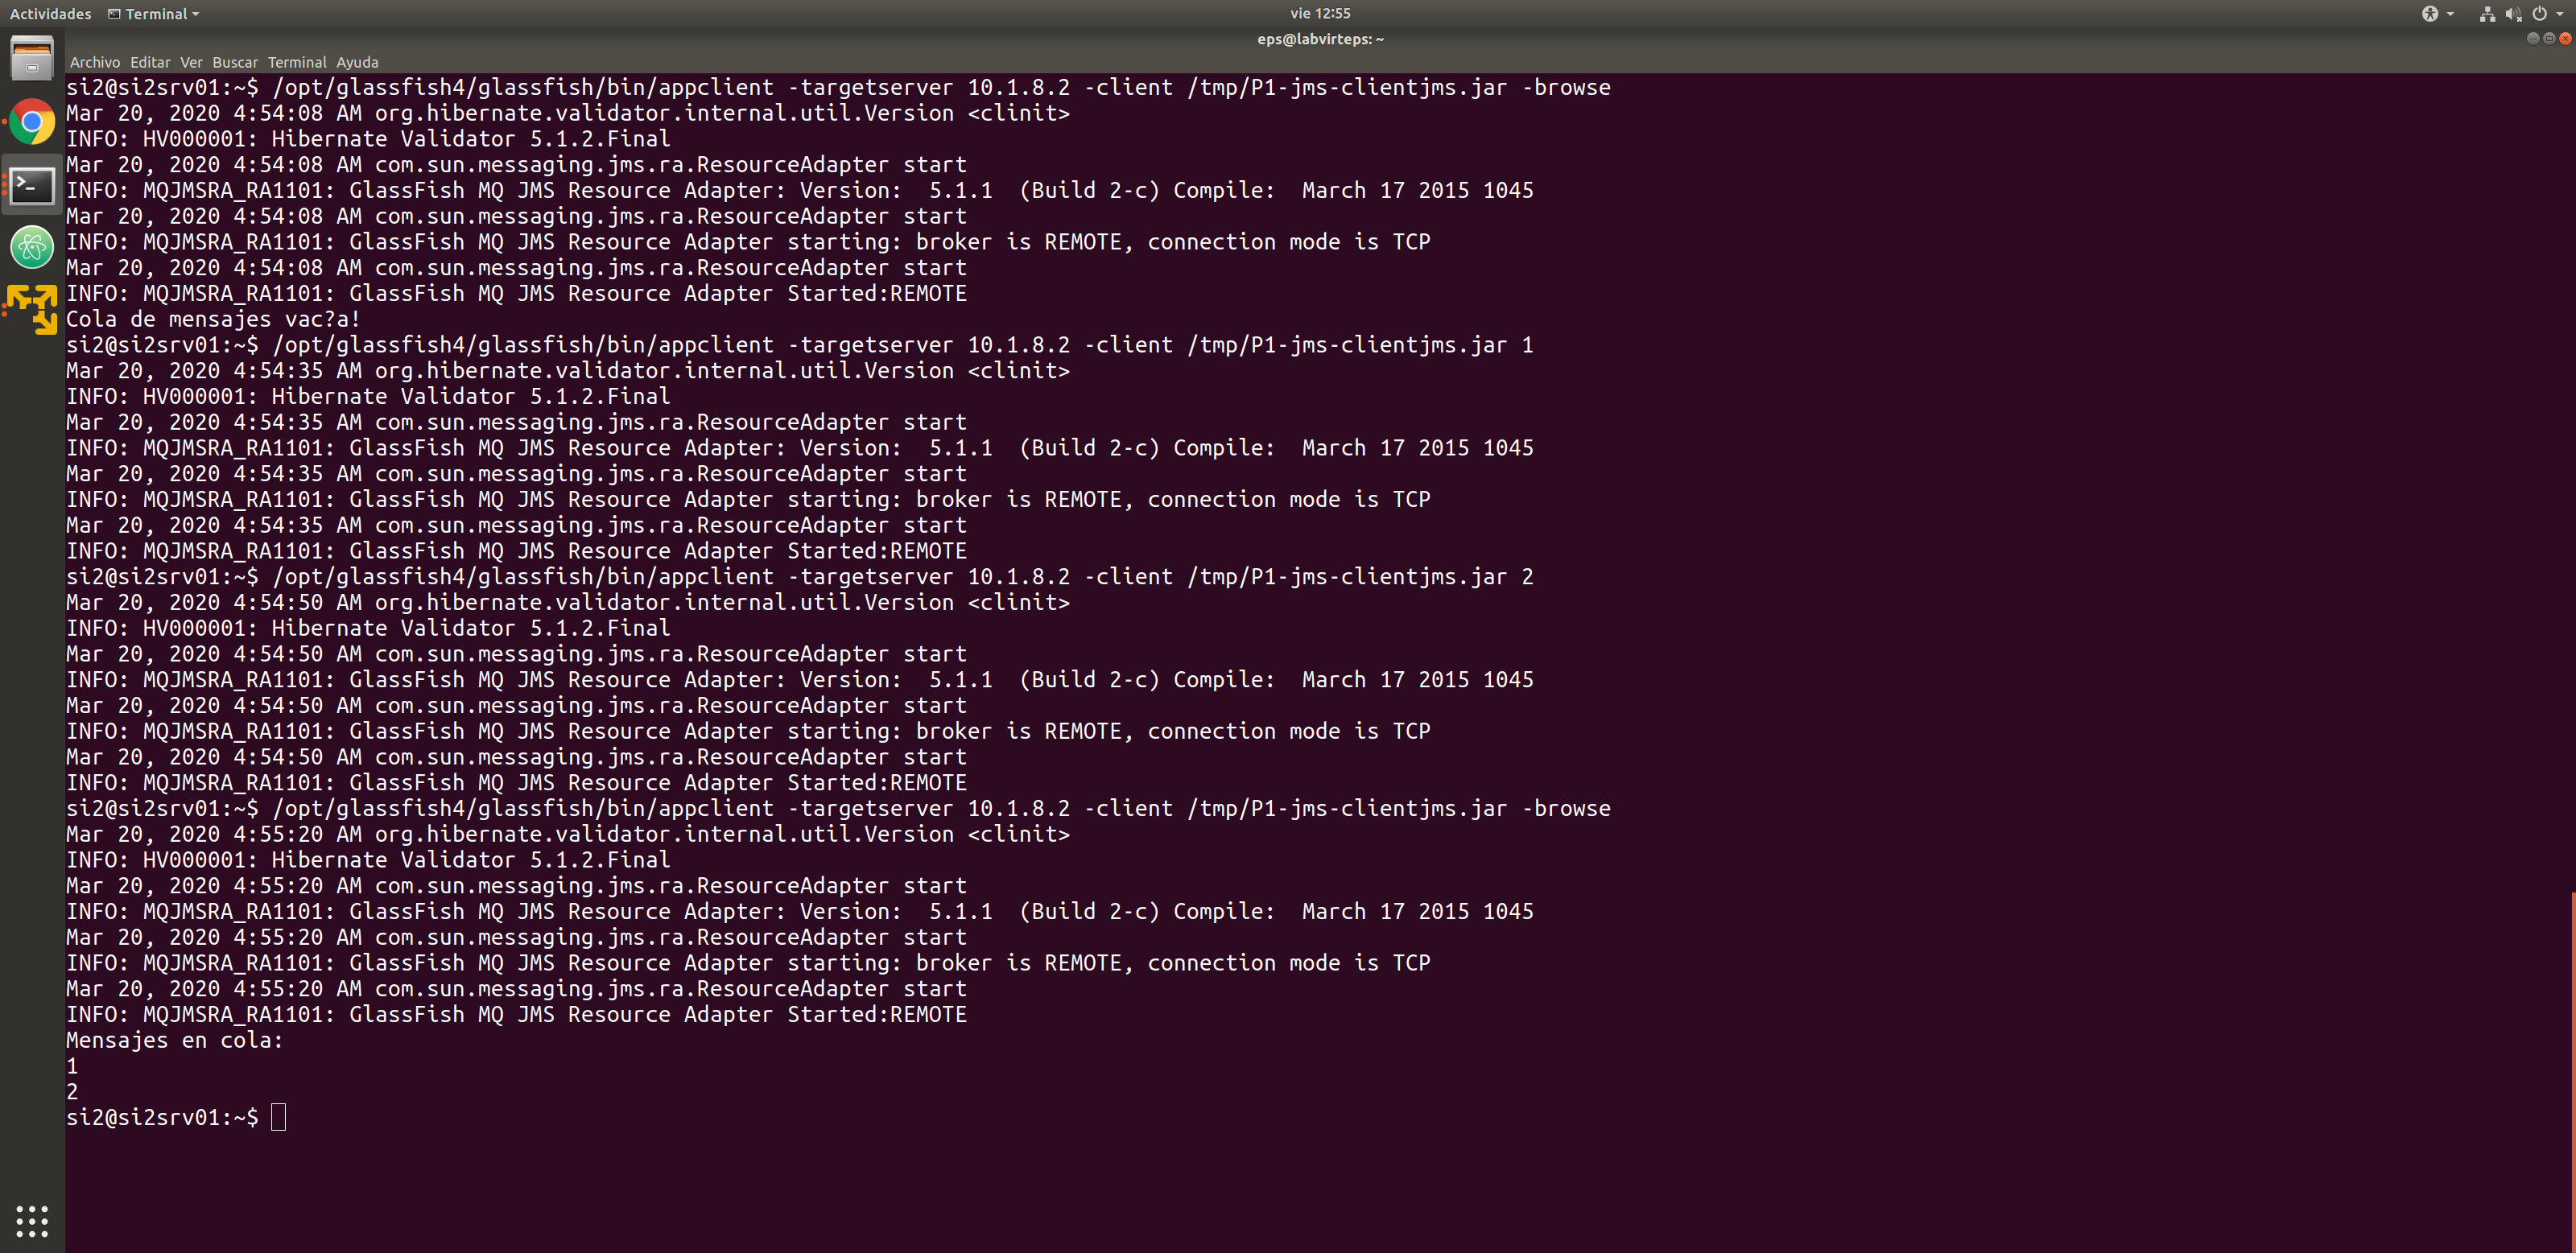 Actividades Terminal vie 12:55
eps@labvirteps: ~
Archivo Editar Ver Buscar Terminal Ayuda
si2@si2srv01:~$ /opt/glassfish4/glassfish/bin/appclient -targetserver 10.1.8.2 -client /tmp/P1-jms-clientjms.jar -browse
Mar 20, 2020 4:54:08 AM org.hibernate.validator.internal.util.Version <clinit>
INFO: HV000001: Hibernate Validator 5.1.2.Final
Mar 20, 2020 4:54:08 AM com.sun.messaging.jms.ra.ResourceAdapter start
INFO: MQJMSRA_RA1101: GlassFish MQ JMS Resource Adapter: Version:  5.1.1  (Build 2-c) Compile:  March 17 2015 1045
Mar 20, 2020 4:54:08 AM com.sun.messaging.jms.ra.ResourceAdapter start
INFO: MQJMSRA_RA1101: GlassFish MQ JMS Resource Adapter starting: broker is REMOTE, connection mode is TCP
Mar 20, 2020 4:54:08 AM com.sun.messaging.jms.ra.ResourceAdapter start
INFO: MQJMSRA_RA1101: GlassFish MQ JMS Resource Adapter Started:REMOTE
Cola de mensajes vac?a!
si2@si2srv01:~$ /opt/glassfish4/glassfish/bin/appclient -targetserver 10.1.8.2 -client /tmp/P1-jms-clientjms.jar 1
Mar 20, 2020 4:54:35 AM org.hibernate.validator.internal.util.Version <clinit>
INFO: HV000001: Hibernate Validator 5.1.2.Final
Mar 20, 2020 4:54:35 AM com.sun.messaging.jms.ra.ResourceAdapter start
INFO: MQJMSRA_RA1101: GlassFish MQ JMS Resource Adapter: Version:  5.1.1  (Build 2-c) Compile:  March 17 2015 1045
Mar 20, 2020 4:54:35 AM com.sun.messaging.jms.ra.ResourceAdapter start
INFO: MQJMSRA_RA1101: GlassFish MQ JMS Resource Adapter starting: broker is REMOTE, connection mode is TCP
Mar 20, 2020 4:54:35 AM com.sun.messaging.jms.ra.ResourceAdapter start
INFO: MQJMSRA_RA1101: GlassFish MQ JMS Resource Adapter Started:REMOTE
si2@si2srv01:~$ /opt/glassfish4/glassfish/bin/appclient -targetserver 10.1.8.2 -client /tmp/P1-jms-clientjms.jar 2
Mar 20, 2020 4:54:50 AM org.hibernate.validator.internal.util.Version <clinit>
INFO: HV000001: Hibernate Validator 5.1.2.Final
Mar 20, 2020 4:54:50 AM com.sun.messaging.jms.ra.ResourceAdapter start
INFO: MQJMSRA_RA1101: GlassFish MQ JMS Resource Adapter: Version:  5.1.1  (Build 2-c) Compile:  March 17 2015 1045
Mar 20, 2020 4:54:50 AM com.sun.messaging.jms.ra.ResourceAdapter start
INFO: MQJMSRA_RA1101: GlassFish MQ JMS Resource Adapter starting: broker is REMOTE, connection mode is TCP
Mar 20, 2020 4:54:50 AM com.sun.messaging.jms.ra.ResourceAdapter start
INFO: MQJMSRA_RA1101: GlassFish MQ JMS Resource Adapter Started:REMOTE
si2@si2srv01:~$ /opt/glassfish4/glassfish/bin/appclient -targetserver 10.1.8.2 -client /tmp/P1-jms-clientjms.jar -browse
Mar 20, 2020 4:55:20 AM org.hibernate.validator.internal.util.Version <clinit>
INFO: HV000001: Hibernate Validator 5.1.2.Final
Mar 20, 2020 4:55:20 AM com.sun.messaging.jms.ra.ResourceAdapter start
INFO: MQJMSRA_RA1101: GlassFish MQ JMS Resource Adapter: Version:  5.1.1  (Build 2-c) Compile:  March 17 2015 1045
Mar 20, 2020 4:55:20 AM com.sun.messaging.jms.ra.ResourceAdapter start
INFO: MQJMSRA_RA1101: GlassFish MQ JMS Resource Adapter starting: broker is REMOTE, connection mode is TCP
Mar 20, 2020 4:55:20 AM com.sun.messaging.jms.ra.ResourceAdapter start
INFO: MQJMSRA_RA1101: GlassFish MQ JMS Resource Adapter Started:REMOTE
Mensajes en cola:
1
2
si2@si2srv01:~$